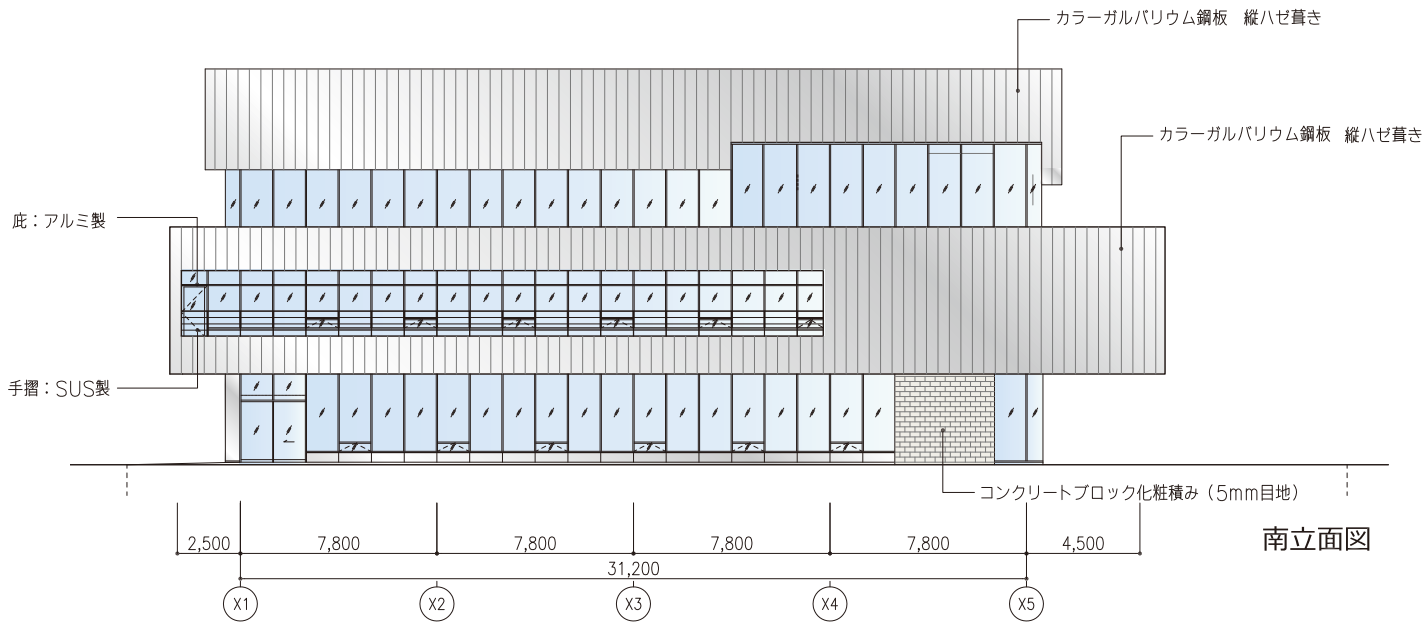 カラーガルバリウム鋼板 縦ハゼ葺き
カラーガルバリウム鋼板 縦ハゼ葺き
庇：アルミ製
手摺：SUS製
コンクリートブロック化粧積み（5mm目地）
南立面図
2,500
7,800
7,800
7,800
7,800
4,500
31,200
X1
X2
X3
X4
X5